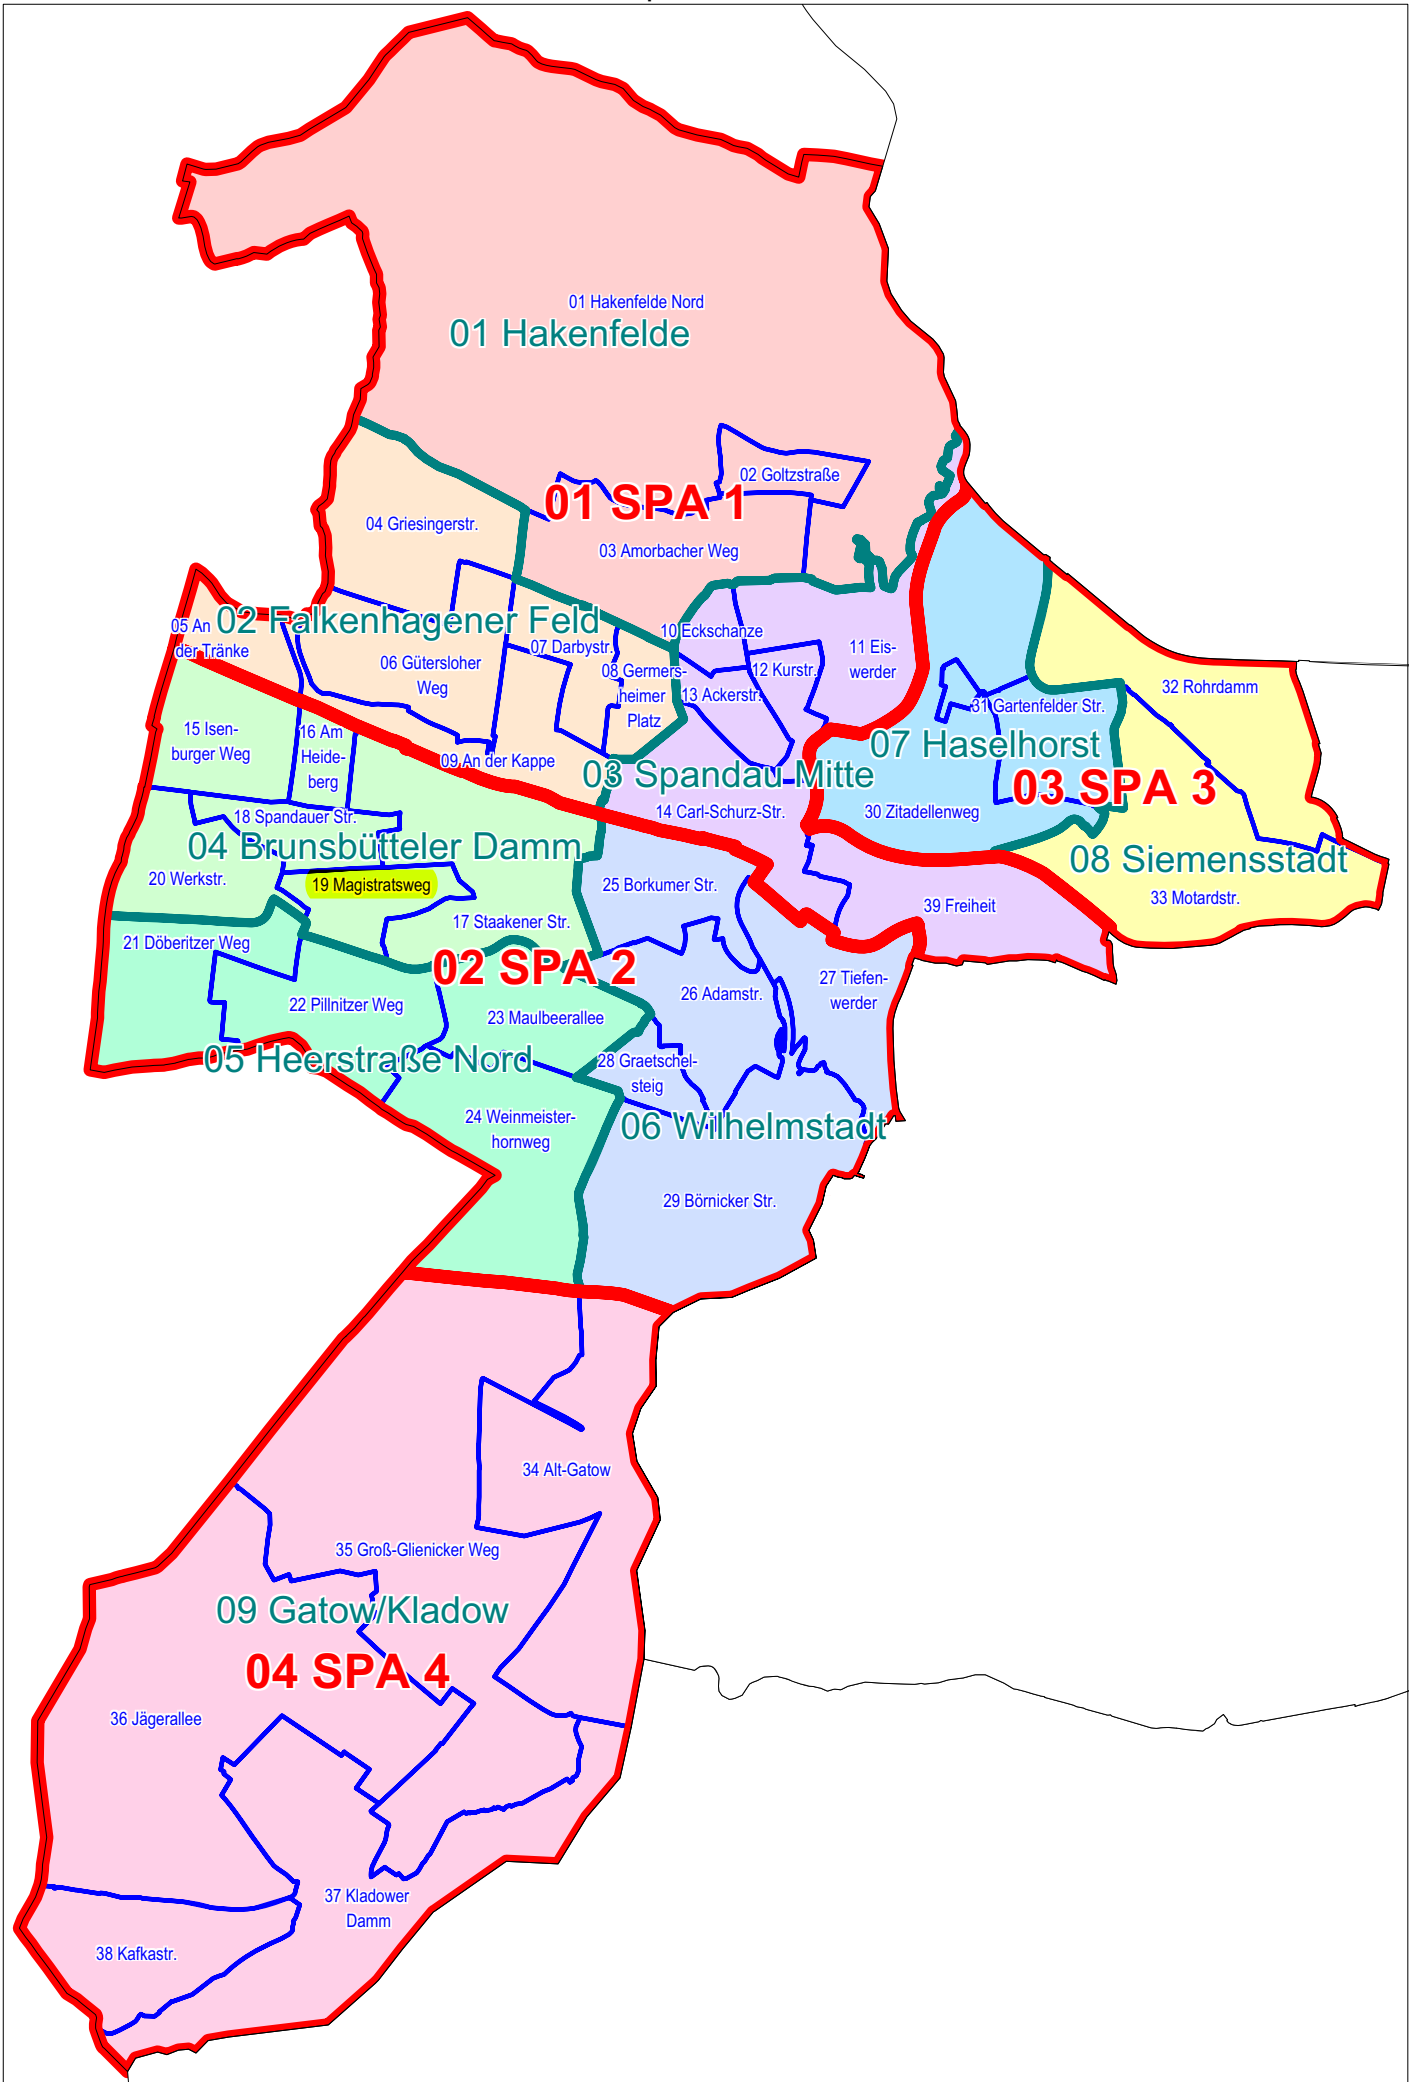 01 Hakenfelde Nord
01 Hakenfelde
02 Goltzstraße
01 SPA 1
04 Griesingerstr.
03 Amorbacher Weg
05 An
der Tränke
02 Falkenhagener Feld
06 Gütersloher
Weg
07 Darbystr.
08 Germers-
heimer
Platz
10 Eckschanze
11 Eis-
werder
12 Kurstr.
13 Ackerstr.
32 Rohrdamm
31 Gartenfelder Str.
15 Isen-
burger Weg
16 Am
Heide-
berg
09 An der Kappe
03 Spandau Mitte
07 Haselhorst
03 SPA 3
14 Carl-Schurz-Str.
30 Zitadellenweg
18 Spandauer Str.
04 Brunsbütteler Damm
08 Siemensstadt
20 Werkstr.
19 Magistratsweg
25 Borkumer Str.
33 Motardstr.
39 Freiheit
17 Staakener Str.
21 Döberitzer Weg
02 SPA 2
27 Tiefen-
werder
26 Adamstr.
22 Pillnitzer Weg
23 Maulbeerallee
05 Heerstraße Nord
28 Graetschel-
steig
24 Weinmeister-
hornweg
06 Wilhelmstadt
29 Börnicker Str.
34 Alt-Gatow
35 Groß-Glienicker Weg
09 Gatow/Kladow
04 SPA 4
36 Jägerallee
37 Kladower
Damm
38 Kafkastr.